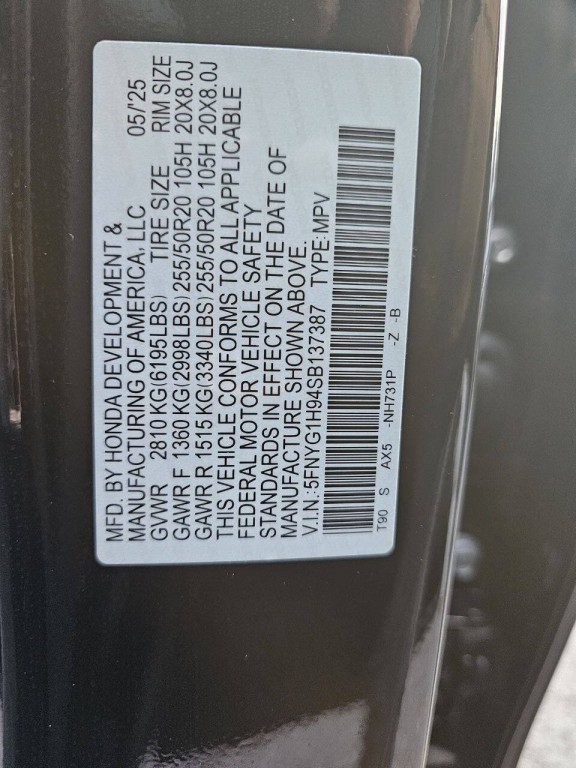 MFD. BY HONDA DEVELOPMENT &
MANUFACTURING OF AMERICA, LLC 05/'25
GVWR 2810 KG(6195LBS) TIRE SIZE RIM SIZE
GAWR F 1360 KG(2998LBS) 255/50R20 105H 20X8.0J
GAWR R 1515 KG(3340LBS) 255/50R20 105H 20X8.0J
THIS VEHICLE CONFORMS TO ALL APPLICABLE
FEDERAL MOTOR VEHICLE SAFETY
STANDARDS IN EFFECT ON THE DATE OF
MANUFACTURE SHOWN ABOVE.
V.I.N.:5FNYG1H94SB137387 TYPE:MPV
T90 S AX5 -NH731P -Z -B